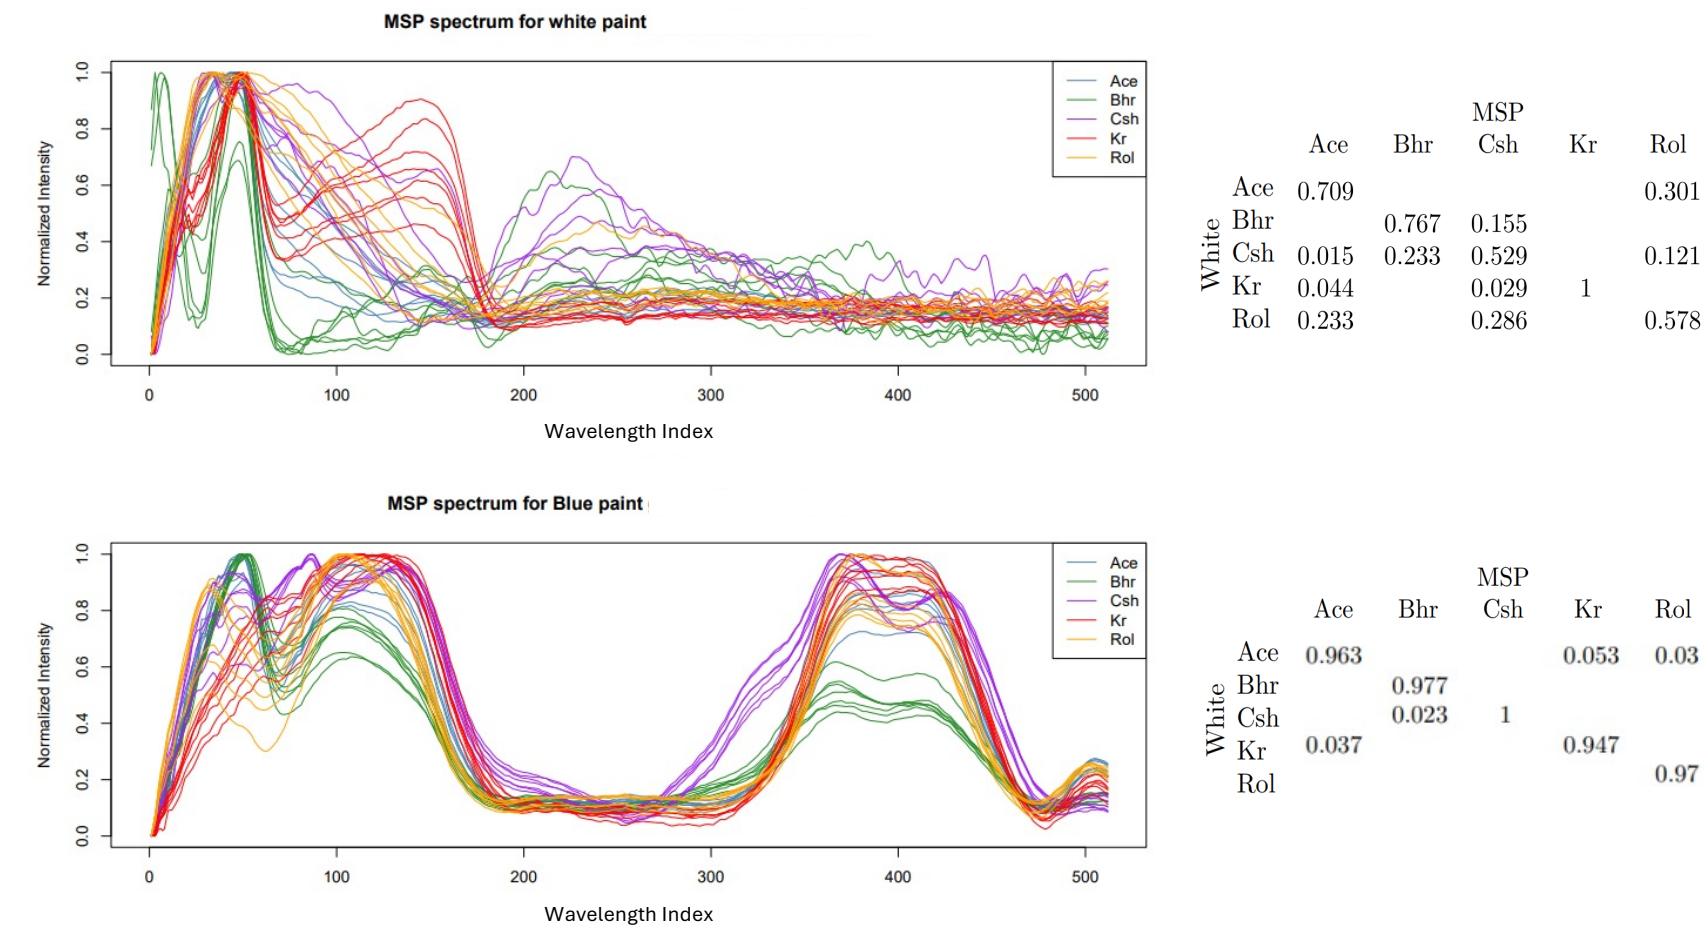 MSP spectrum for white paint
Normalized Intensity
1.0
0.8
0.6
0.4
0.2
0.0
0 100 200 300 400 500
Wavelength Index
Ace
Bhr
Csh
Kr
Rol
MSP
Ace Bhr Csh Kr Rol
White
Ace 0.709 0.301
Bhr 0.767 0.155
Csh 0.015 0.233 0.529 0.121
Kr 0.044 0.029 1
Rol 0.233 0.286 0.578
MSP spectrum for Blue paint
Normalized Intensity
1.0
0.8
0.6
0.4
0.2
0.0
0 100 200 300 400 500
Wavelength Index
Ace
Bhr
Csh
Kr
Rol
MSP
Ace Bhr Csh Kr Rol
White
Ace 0.963 0.053 0.03
Bhr 0.977
Csh 0.023 1
Kr 0.037 0.947
Rol 0.97